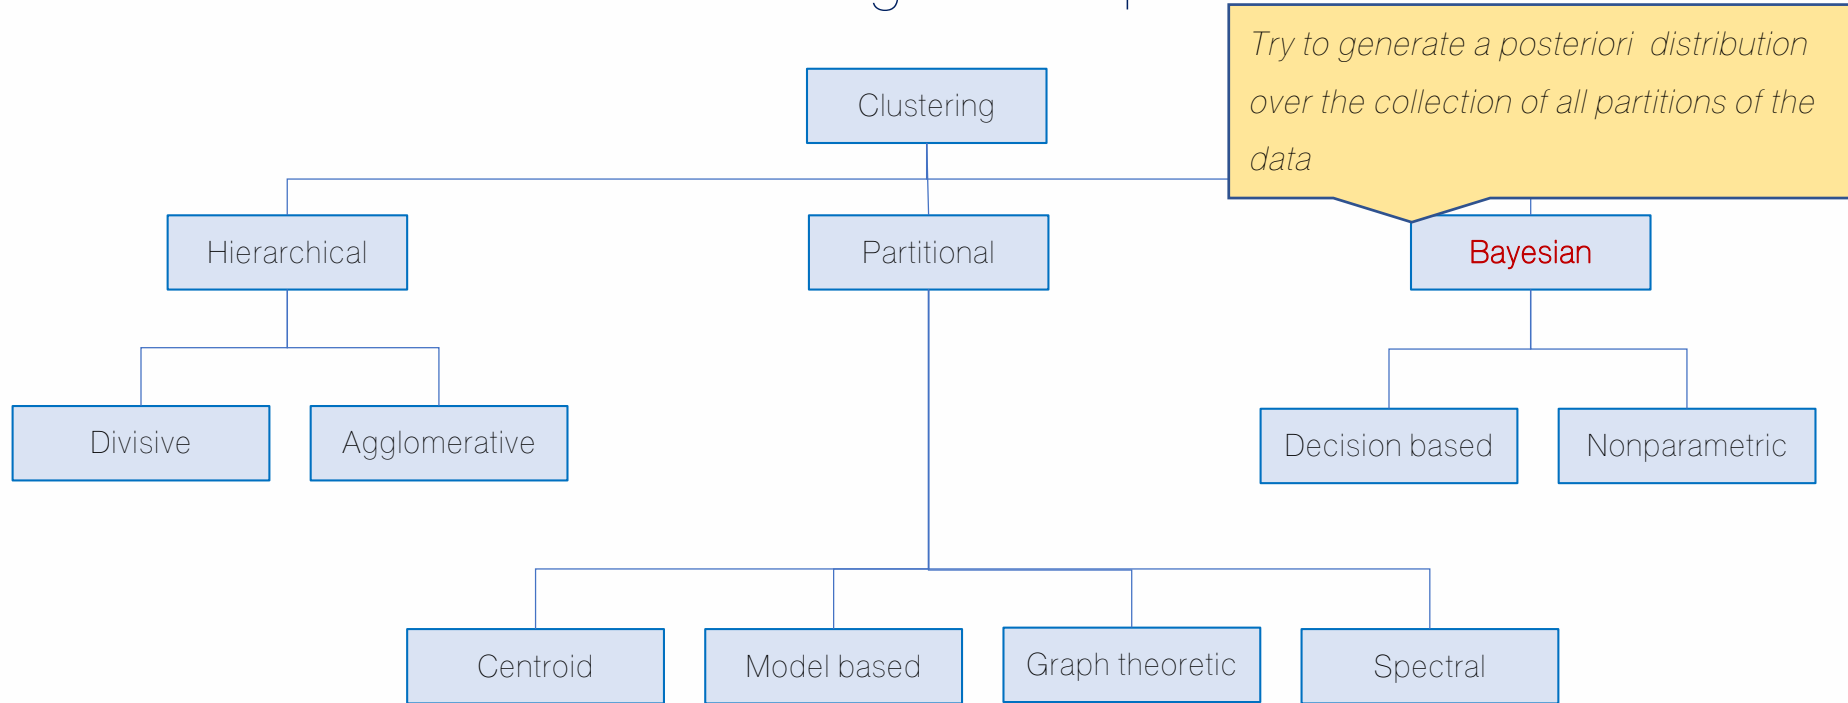 Try to generate a posteriori distribution
over the collection of all partitions of the
data
Clustering
Hierarchical
Partitional
Bayesian
Divisive
Agglomerative
Decision based
Nonparametric
Centroid
Model based
Graph theoretic
Spectral